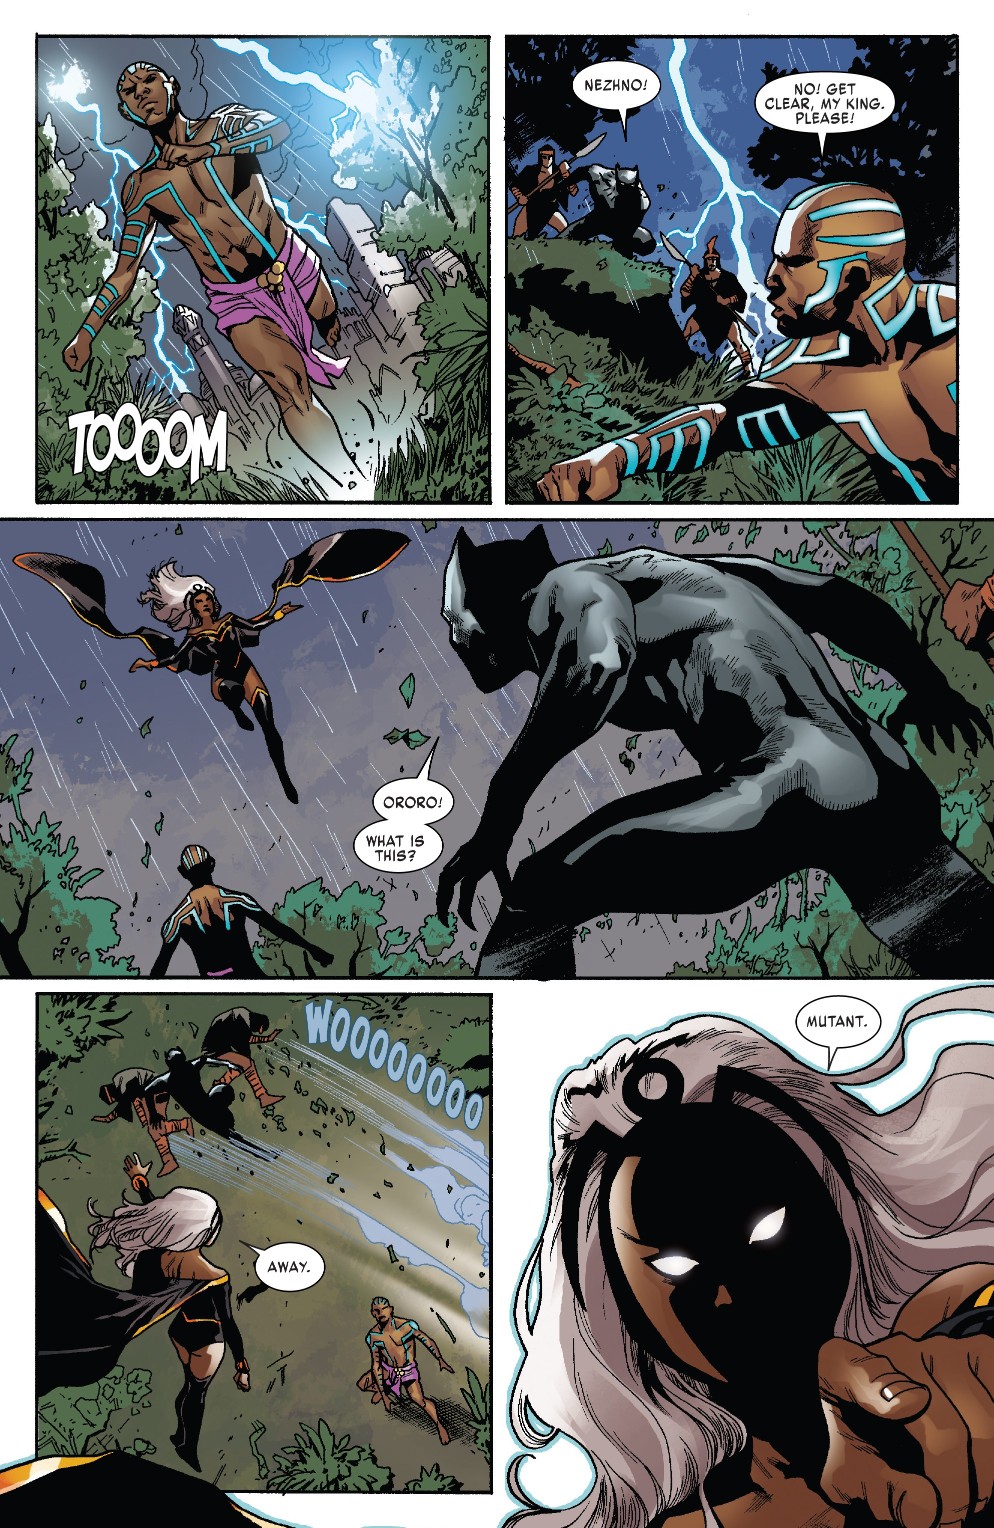 TOOOOM
NEZHNO!
NO! GET
CLEAR, MY KING.
PLEASE!
ORORO!
WHAT IS
THIS?
WOOOOOOOO
AWAY.
MUTANT.